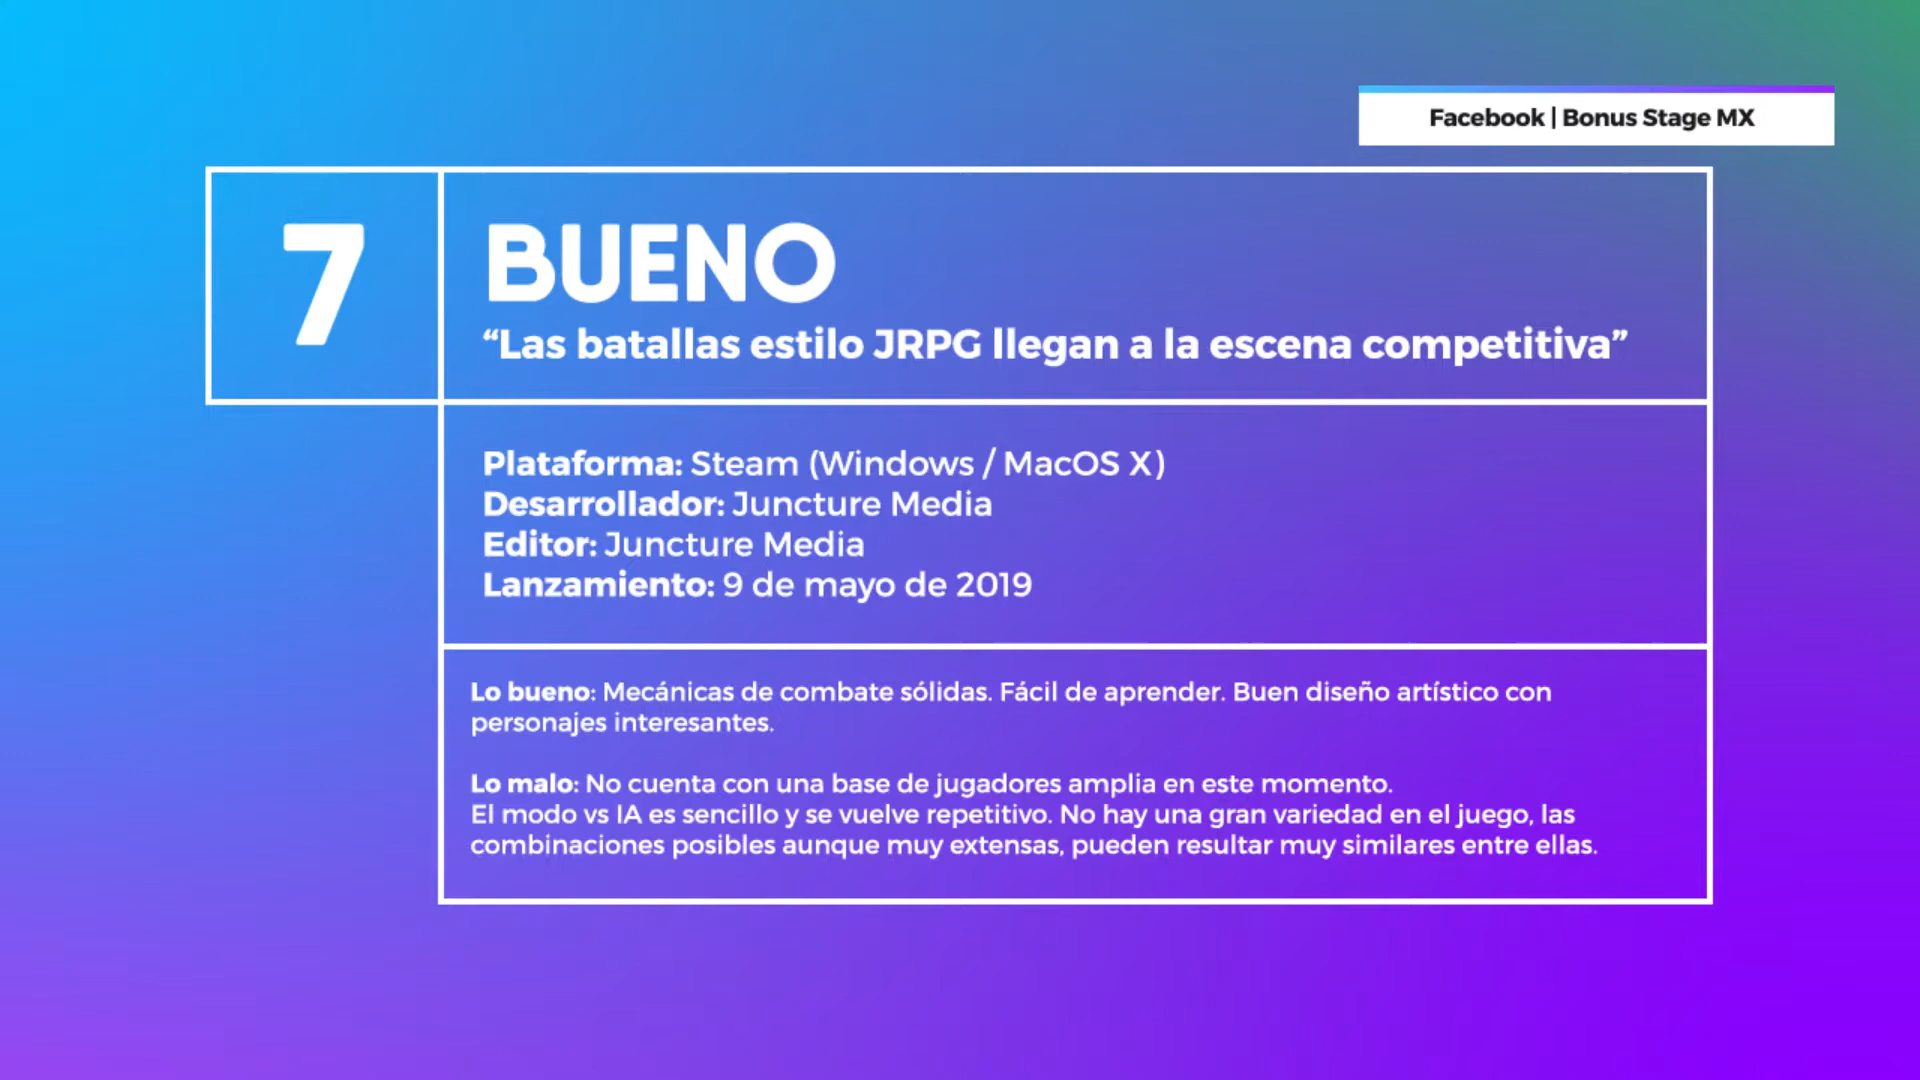 Facebook | Bonus Stage MX
7
BUENO
“Las batallas estilo JRPG llegan a la escena competitiva”
Plataforma: Steam (Windows / MacOS X)
Desarrollador: Juncture Media
Editor: Juncture Media
Lanzamiento: 9 de mayo de 2019
Lo bueno: Mecánicas de combate sólidas. Fácil de aprender. Buen diseño artístico con
personajes interesantes.
Lo malo: No cuenta con una base de jugadores amplia en este momento.
El modo vs IA es sencillo y se vuelve repetitivo. No hay una gran variedad en el juego, las
combinaciones posibles aunque muy extensas, pueden resultar muy similares entre ellas.